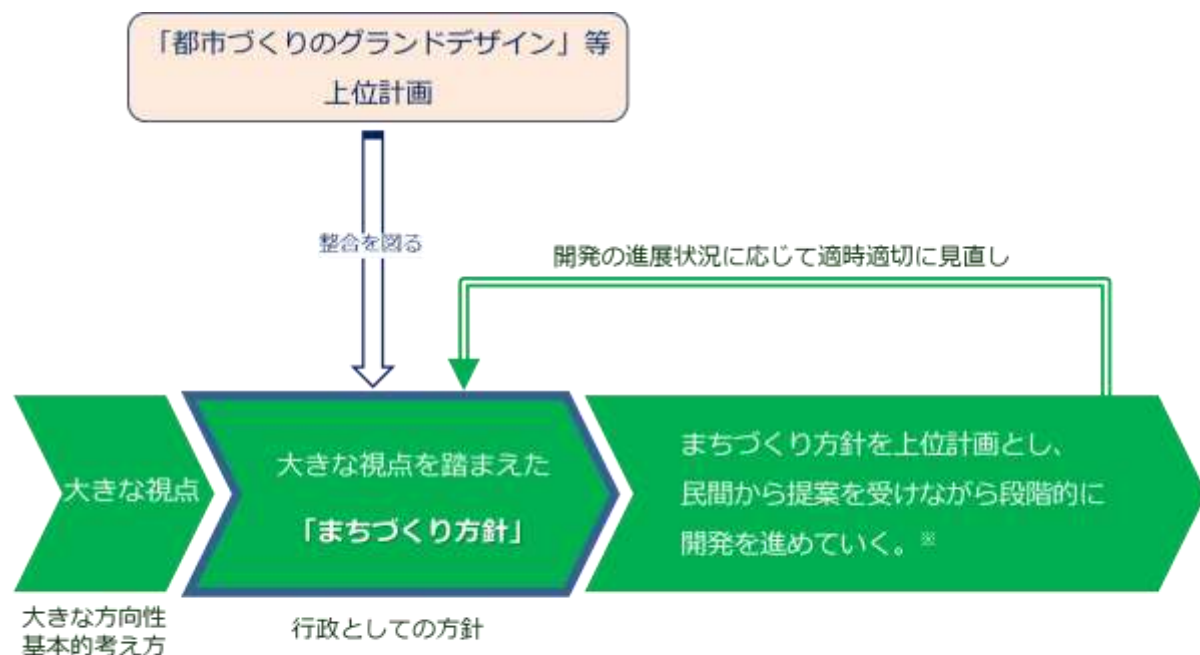 「都市づくりのグランドデザイン」等
上位計画
整合を図る
開発の進展状況に応じて適時適切に見直し
大きな視点
大きな視点を踏まえた
「まちづくり方針」
まちづくり方針を上位計画とし、
民間から提案を受けながら段階的に
開発を進めていく。※
大きな方向性
基本的考え方
行政としての方針